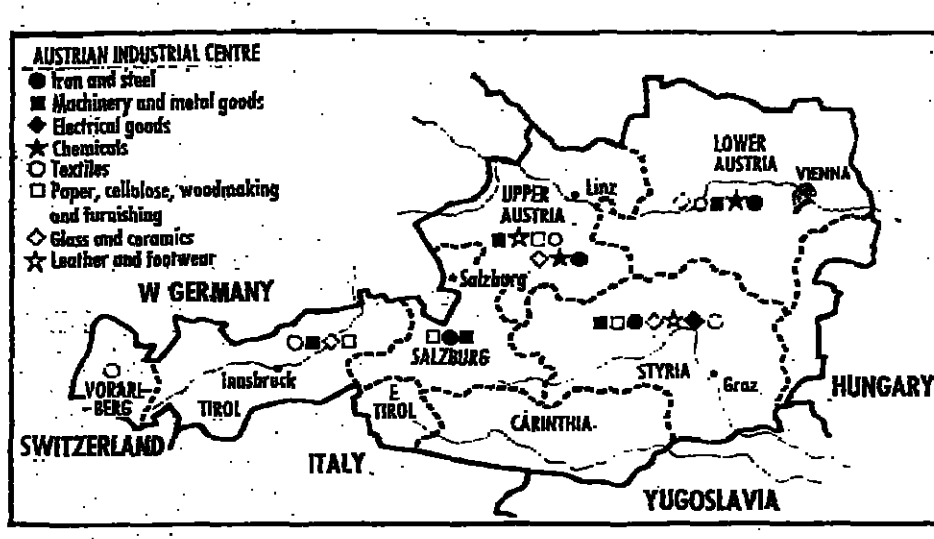 AUSTRIAN INDUSTRIAL CENTRE
Iron and steel
Machinery and metal goods
Electrical goods
Chemicals
Textiles
Paper, cellolose, woodmaking
and furnishing
Glass and ceramics
Leather and footwear
LOWER
AUSTRIA
VIENNA
UPPER
AUSTRIA
Linz
Salzburg
W GERMANY
SALZBURG
STYRIA
Graz
HUNGARY
Innsbruck
VORARL-
-BERG
TIROL
E
TIROL
CARINTHIA
SWITZERLAND
ITALY
YUGOSLAVIA